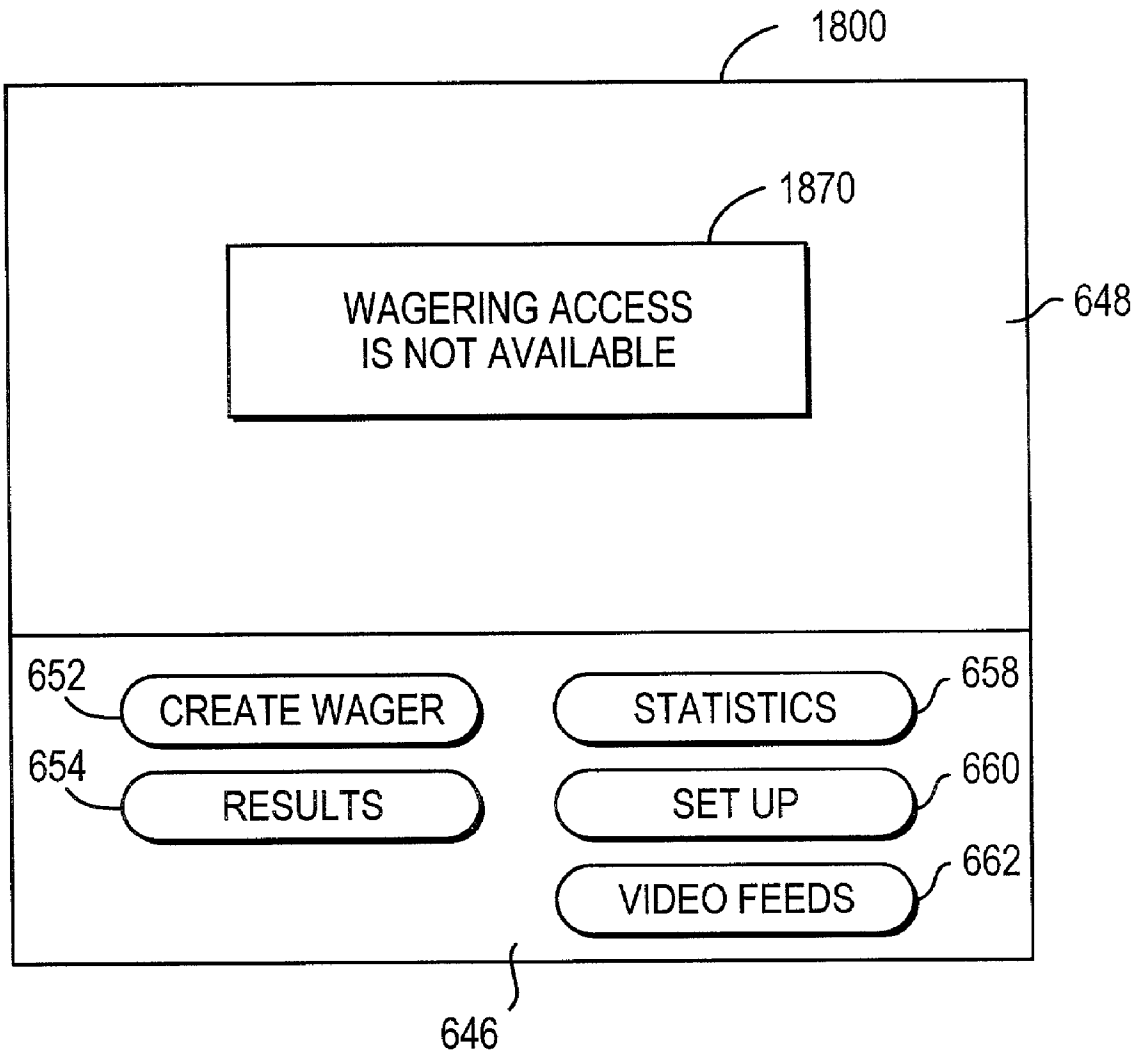 1800
1870
WAGERING ACCESS
IS NOT AVAILABLE
648
652
CREATE WAGER
STATISTICS
658
654
RESULTS
SET UP
660
VIDEO FEEDS
662
646